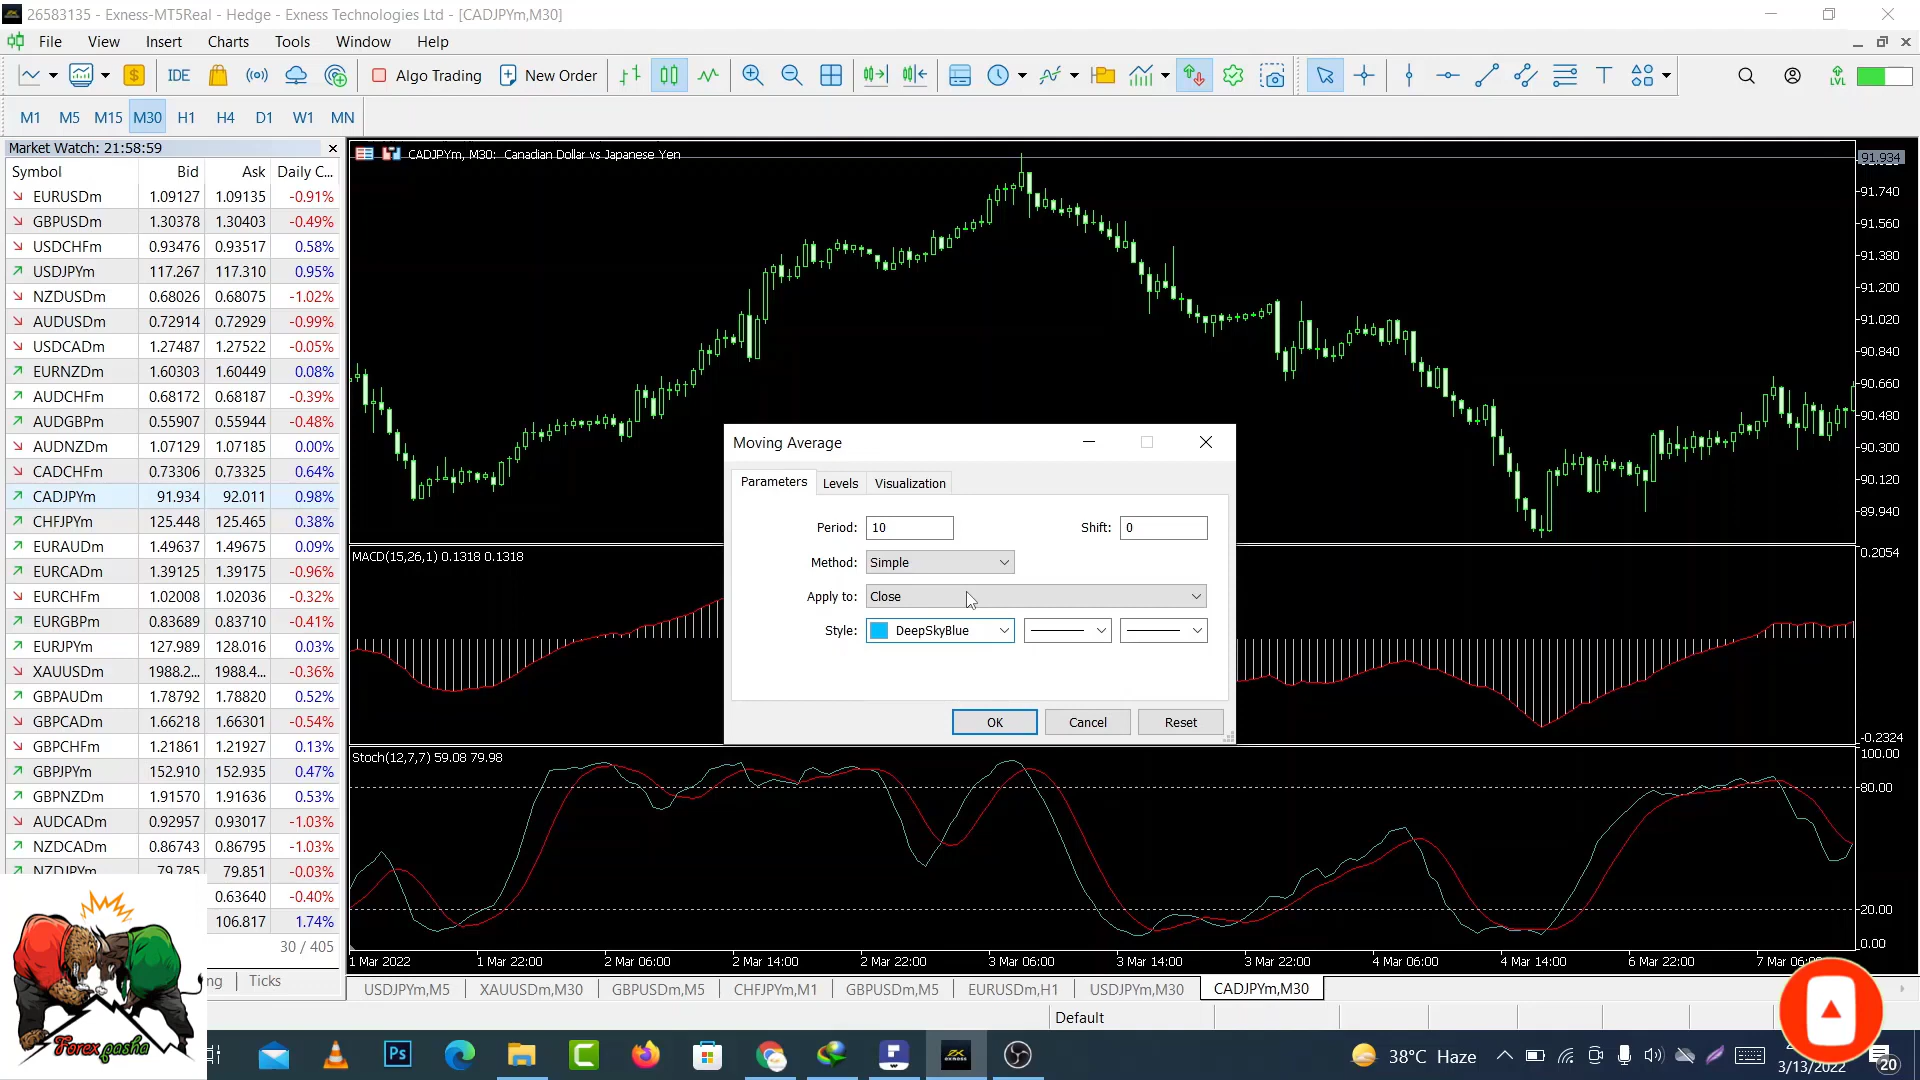 26583135 - Exness-MT5Real - Hedge - Exness Technologies Ltd - [CADJPYm,M30]
File View Insert Charts Tools Window Help
IDE Algo Trading New Order
M1 M5 M15 M30 H1 H4 D1 W1 MN
Market Watch: 21:58:59
Symbol Bid Ask Daily C...
EURUSDm 1.09127 1.09135 -0.91%
GBPUSDm 1.30378 1.30403 -0.49%
USDCHFm 0.93476 0.93517 0.58%
USDJPYm 117.267 117.310 0.95%
NZDUSDm 0.68026 0.68075 -1.02%
AUDUSDm 0.72914 0.72929 -0.99%
USDCADm 1.27487 1.27522 -0.05%
EURNZDm 1.60303 1.60449 0.08%
AUDCHFm 0.68172 0.68187 -0.39%
AUDGBPm 0.55907 0.55944 -0.48%
AUDNZDm 1.07129 1.07185 0.00%
CADCHFm 0.73306 0.73325 0.64%
CADJPYm 91.934 92.011 0.98%
CHFJPYm 125.448 125.465 0.38%
EURAUDm 1.49637 1.49675 0.09%
EURCADm 1.39125 1.39175 -0.96%
EURCHFm 1.02008 1.02036 -0.32%
EURGBPm 0.83689 0.83710 -0.41%
EURJPYm 127.989 128.016 0.03%
XAUUSDm 1988.2... 1988.4... -0.36%
GBPAUDm 1.78792 1.78820 0.52%
GBPCADm 1.66218 1.66301 -0.54%
GBPCHFm 1.21861 1.21927 0.13%
GBPJPYm 152.910 152.935 0.47%
GBPNZDm 1.91570 1.91636 0.53%
AUDCADm 0.92957 0.93017 -1.03%
NZDCADm 0.86743 0.86795 -1.03%
NZDJPYm 79.785 79.851 -0.03%
0.63640 -0.40%
106.817 1.74%
30 / 405
ng Ticks
Forex pasha
CADJPYm, M30: Canadian Dollar vs Japanese Yen
91.934
91.740
91.560
91.380
91.200
91.020
90.840
90.660
90.480
90.300
90.120
89.940
Moving Average
Parameters Levels Visualization
Period: 10 Shift: 0
Method: Simple
Apply to: Close
Style: DeepSkyBlue
OK Cancel Reset
MACD(15,26,1) 0.1318 0.1318
0.2054
-0.2324
Stoch(12,7,7) 59.08 79.98
100.00
80.00
20.00
0.00
1 Mar 2022 1 Mar 22:00 2 Mar 06:00 2 Mar 14:00 2 Mar 22:00 3 Mar 06:00 3 Mar 14:00 3 Mar 22:00 4 Mar 06:00 4 Mar 14:00 6 Mar 22:00 7 Mar 06:00
USDJPYm,M5 XAUUSDm,M30 GBPUSDm,M5 CHFJPYm,M1 GBPUSDm,M5 EURUSDm,H1 USDJPYm,M30 CADJPYm,M30
Default
Ps 38°C Haze 3/13/2022 20